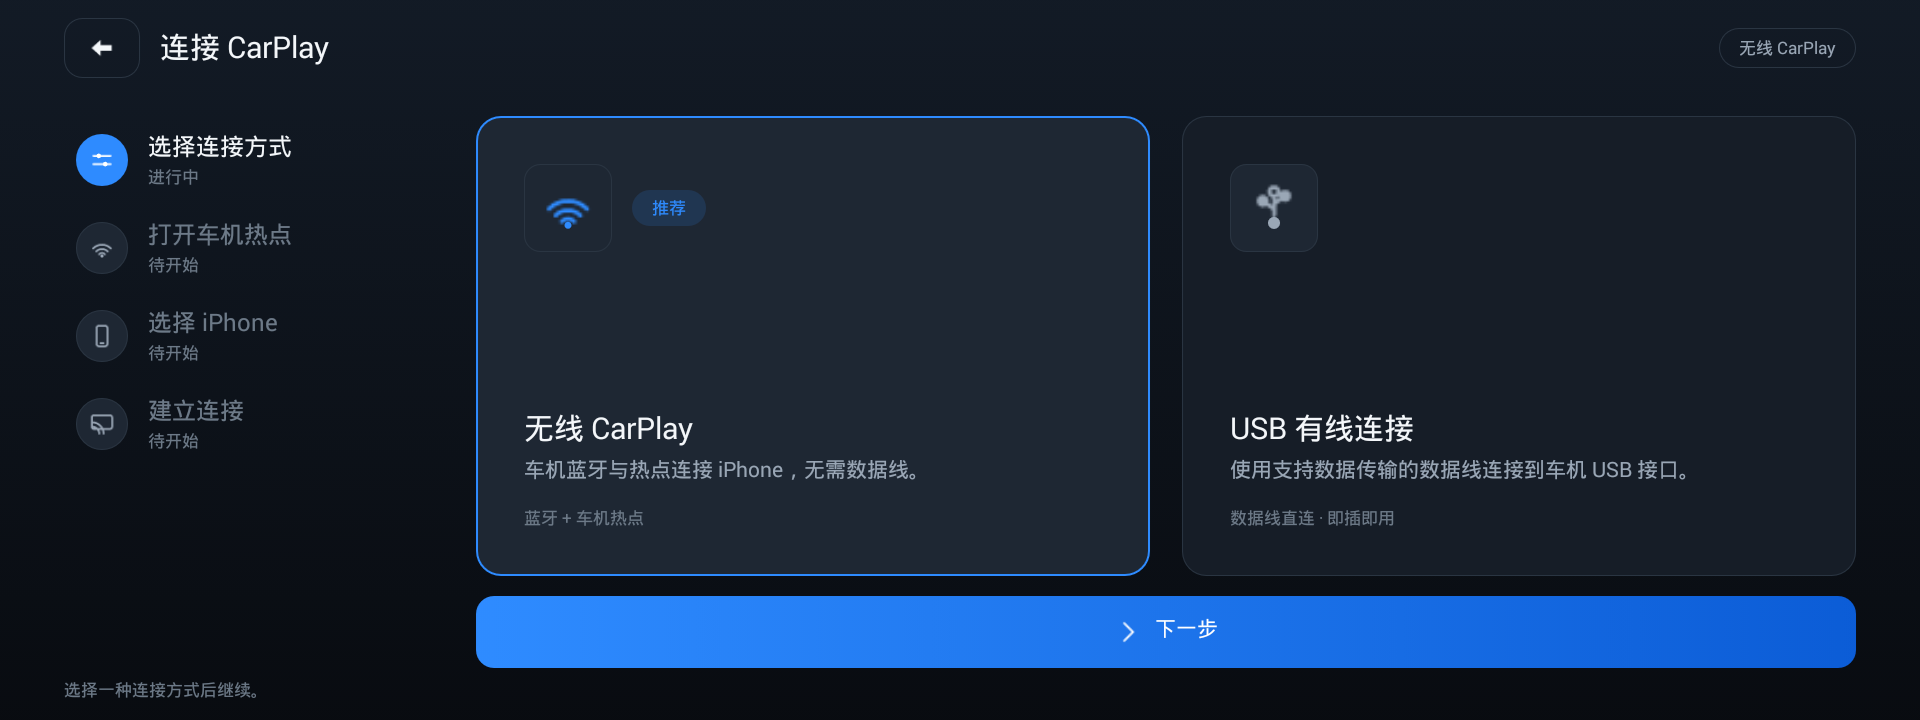 连接 CarPlay
无线 CarPlay
选择连接方式
进行中
打开车机热点
待开始
选择 iPhone
待开始
建立连接
待开始
推荐
无线 CarPlay
车机蓝牙与热点连接 iPhone，无需数据线。
蓝牙 + 车机热点
USB 有线连接
使用支持数据传输的数据线连接到车机 USB 接口。
数据线直连 · 即插即用
下一步
选择一种连接方式后继续。